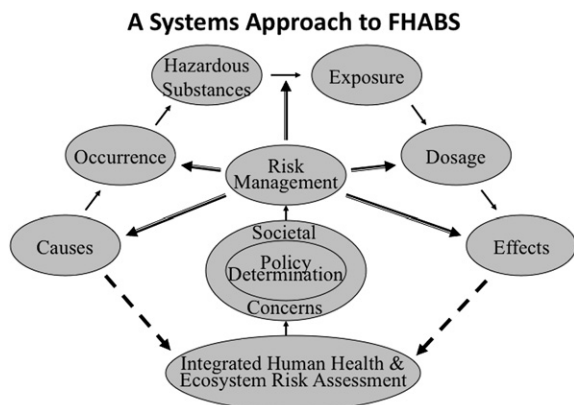 A Systems Approach to FHABS
Hazardous
Substances
Exposure
Occurrence
Risk
Management
Dosage
Causes
Societal
Policy
Determination
Concerns
Effects
Integrated Human Health &
Ecosystem Risk Assessment